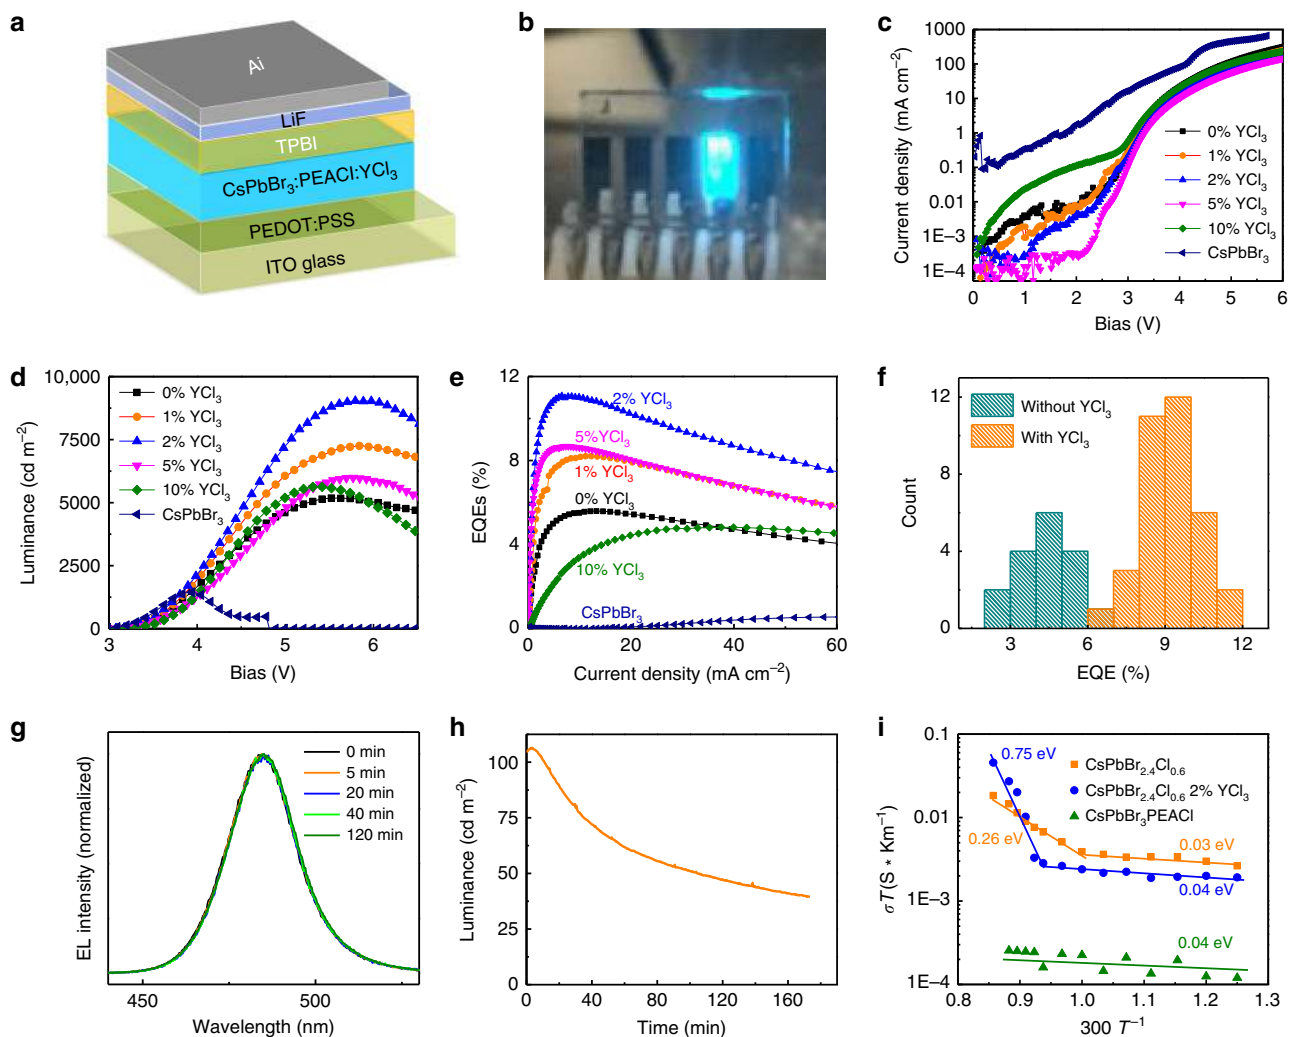 a
Ai
LiF
TPBI
CsPbBr3:PEACl:YCl3
PEDOT:PSS
ITO glass
b
c
Current density (mA cm−2)
1000
100
10
1
0.1
0.01
1E−3
1E−4
0% YCl3
1% YCl3
2% YCl3
5% YCl3
10% YCl3
CsPbBr3
0 1 2 3 4 5 6
Bias (V)
d
Luminance (cd m−2)
10,000
7500
5000
2500
0
0% YCl3
1% YCl3
2% YCl3
5% YCl3
10% YCl3
CsPbBr3
3 4 5 6
Bias (V)
e
EQEs (%)
12
8
4
0
2% YCl3
5%YCl3
1% YCl3
0% YCl3
10% YCl3
CsPbBr3
0 20 40 60
Current density (mA cm−2)
f
Count
12
8
4
0
Without YCl3
With YCl3
3 6 9 12
EQE (%)
g
EL intensity (normalized)
0 min
5 min
20 min
40 min
120 min
450 500
Wavelength (nm)
h
Luminance (cd m−2)
100
75
50
25
0
0 40 80 120 160
Time (min)
i
σT(S * Km−1)
0.1
0.01
1E−3
1E−4
0.75 eV
CsPbBr2.4Cl0.6
CsPbBr2.4Cl0.6 2% YCl3
CsPbBr3PEACl
0.26 eV
0.03 eV
0.04 eV
0.04 eV
0.8 0.9 1.0 1.1 1.2 1.3
300 T−1